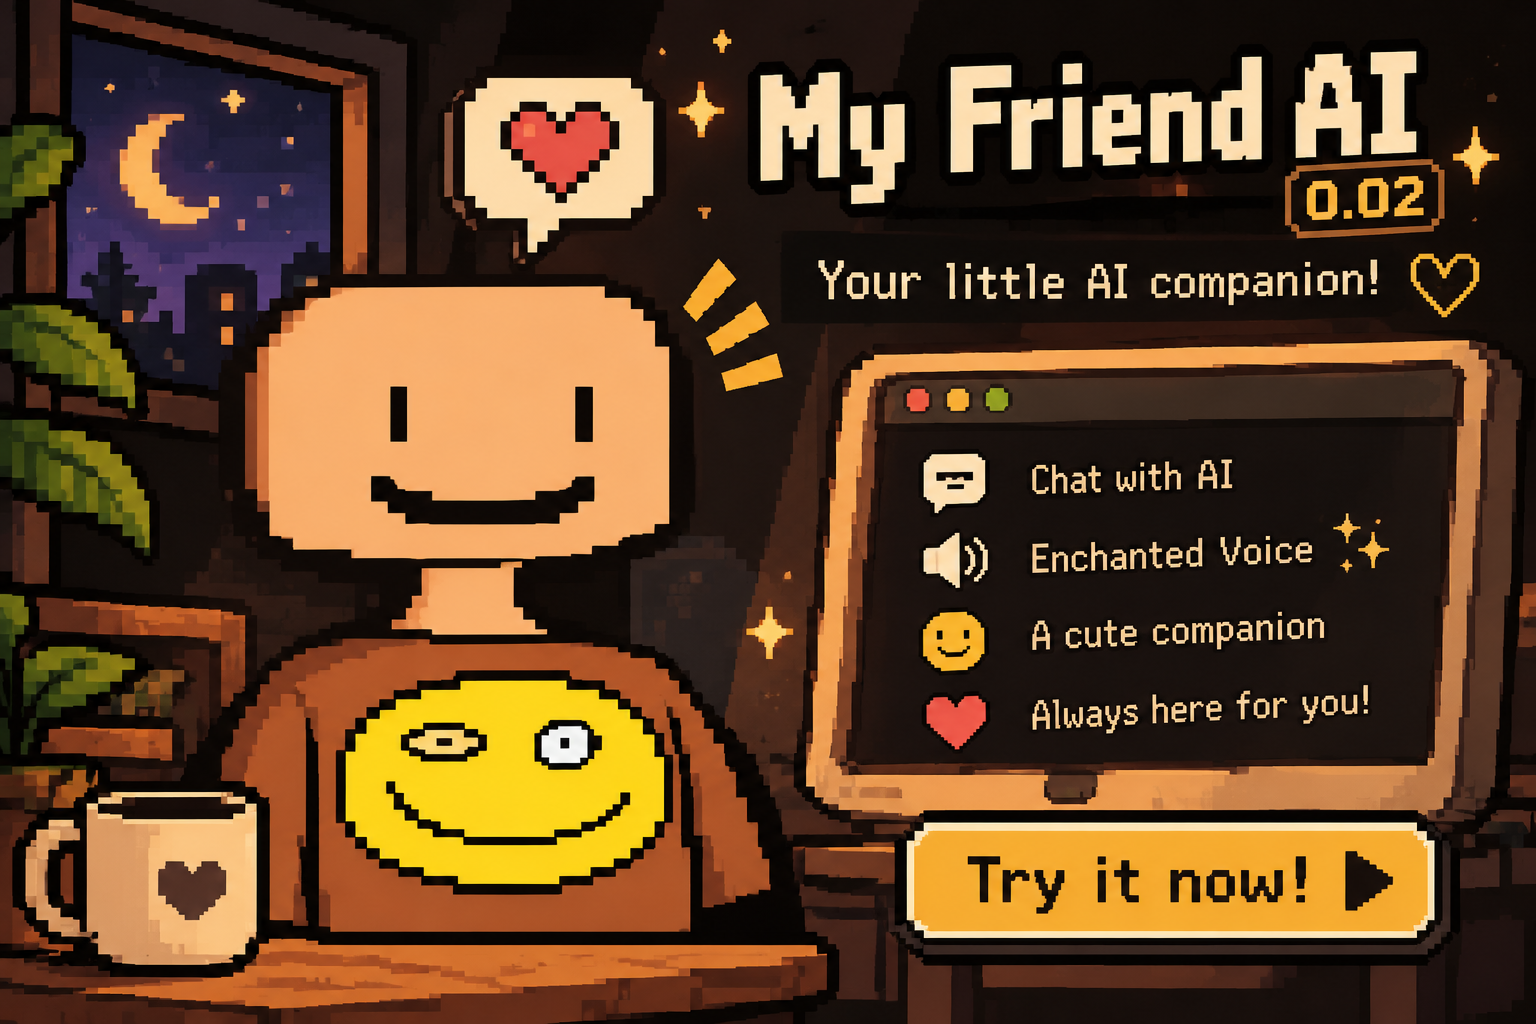 My Friend AI
0.02
Your little AI companion!
Chat with AI
Enchanted Voice
A cute companion
Always here for you!
Try it now!